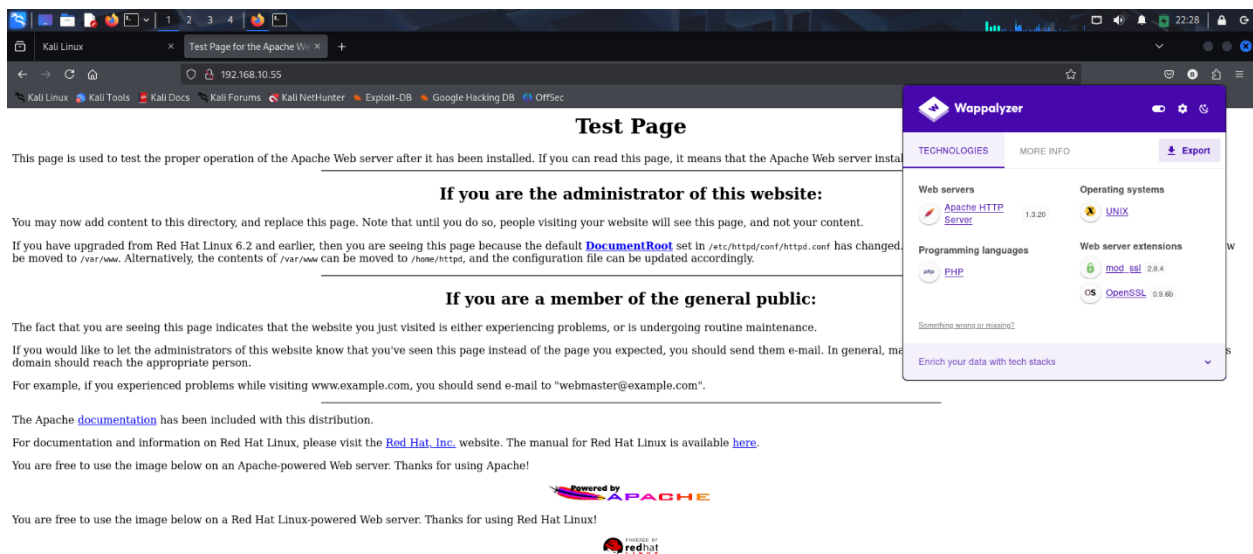 1 2 3 4
22:28
Kali Linux
Test Page for the Apache We
192.168.10.55
Kali Linux Kali Tools Kali Docs Kali Forums Kali NetHunter Exploit-DB Google Hacking DB OffSec
Test Page
This page is used to test the proper operation of the Apache Web server after it has been installed. If you can read this page, it means that the Apache Web server instal
If you are the administrator of this website:
You may now add content to this directory, and replace this page. Note that until you do so, people visiting your website will see this page, and not your content.
If you have upgraded from Red Hat Linux 6.2 and earlier, then you are seeing this page because the default DocumentRoot set in /etc/httpd/conf/httpd.conf has changed. w
be moved to /var/www. Alternatively, the contents of /var/www can be moved to /home/httpd, and the configuration file can be updated accordingly.
If you are a member of the general public:
The fact that you are seeing this page indicates that the website you just visited is either experiencing problems, or is undergoing routine maintenance.
If you would like to let the administrators of this website know that you've seen this page instead of the page you expected, you should send them e-mail. In general, ma s
domain should reach the appropriate person.
For example, if you experienced problems while visiting www.example.com, you should send e-mail to "webmaster@example.com".
The Apache documentation has been included with this distribution.
For documentation and information on Red Hat Linux, please visit the Red Hat, Inc. website. The manual for Red Hat Linux is available here.
You are free to use the image below on an Apache-powered Web server. Thanks for using Apache!
Powered by
APACHE
You are free to use the image below on a Red Hat Linux-powered Web server. Thanks for using Red Hat Linux!
POWERED BY
redhat
Wappalyzer
TECHNOLOGIES
MORE INFO
Export
Web servers
Apache HTTP
Server
1.3.20
Programming languages
php PHP
Operating systems
UNIX
Web server extensions
mod_ssl 2.8.4
OS OpenSSL 0.9.6b
Something wrong or missing?
Enrich your data with tech stacks